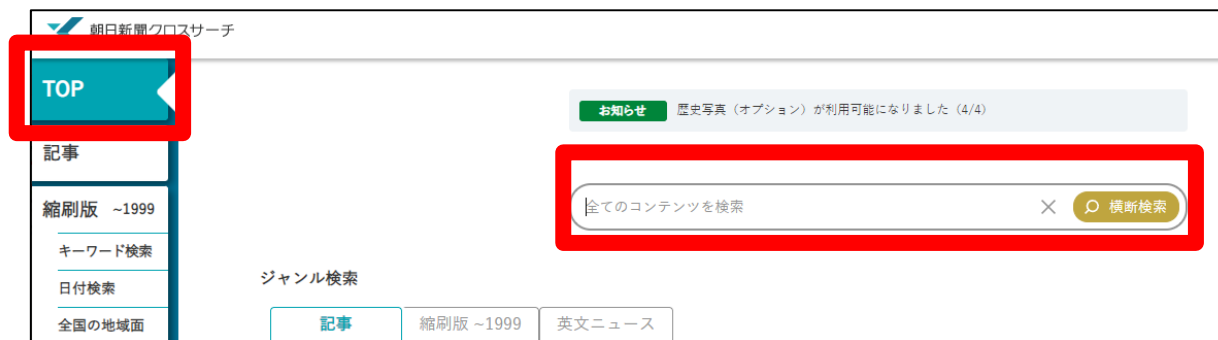 朝日新聞クロスサーチ
TOP
お知らせ 歴史写真（オプション）が利用可能になりました（4/4）
記事
全てのコンテンツを検索 横断検索
縮刷版 ~1999
キーワード検索
日付検索
全国の地域面
ジャンル検索
記事 縮刷版 ~1999 英文ニュース